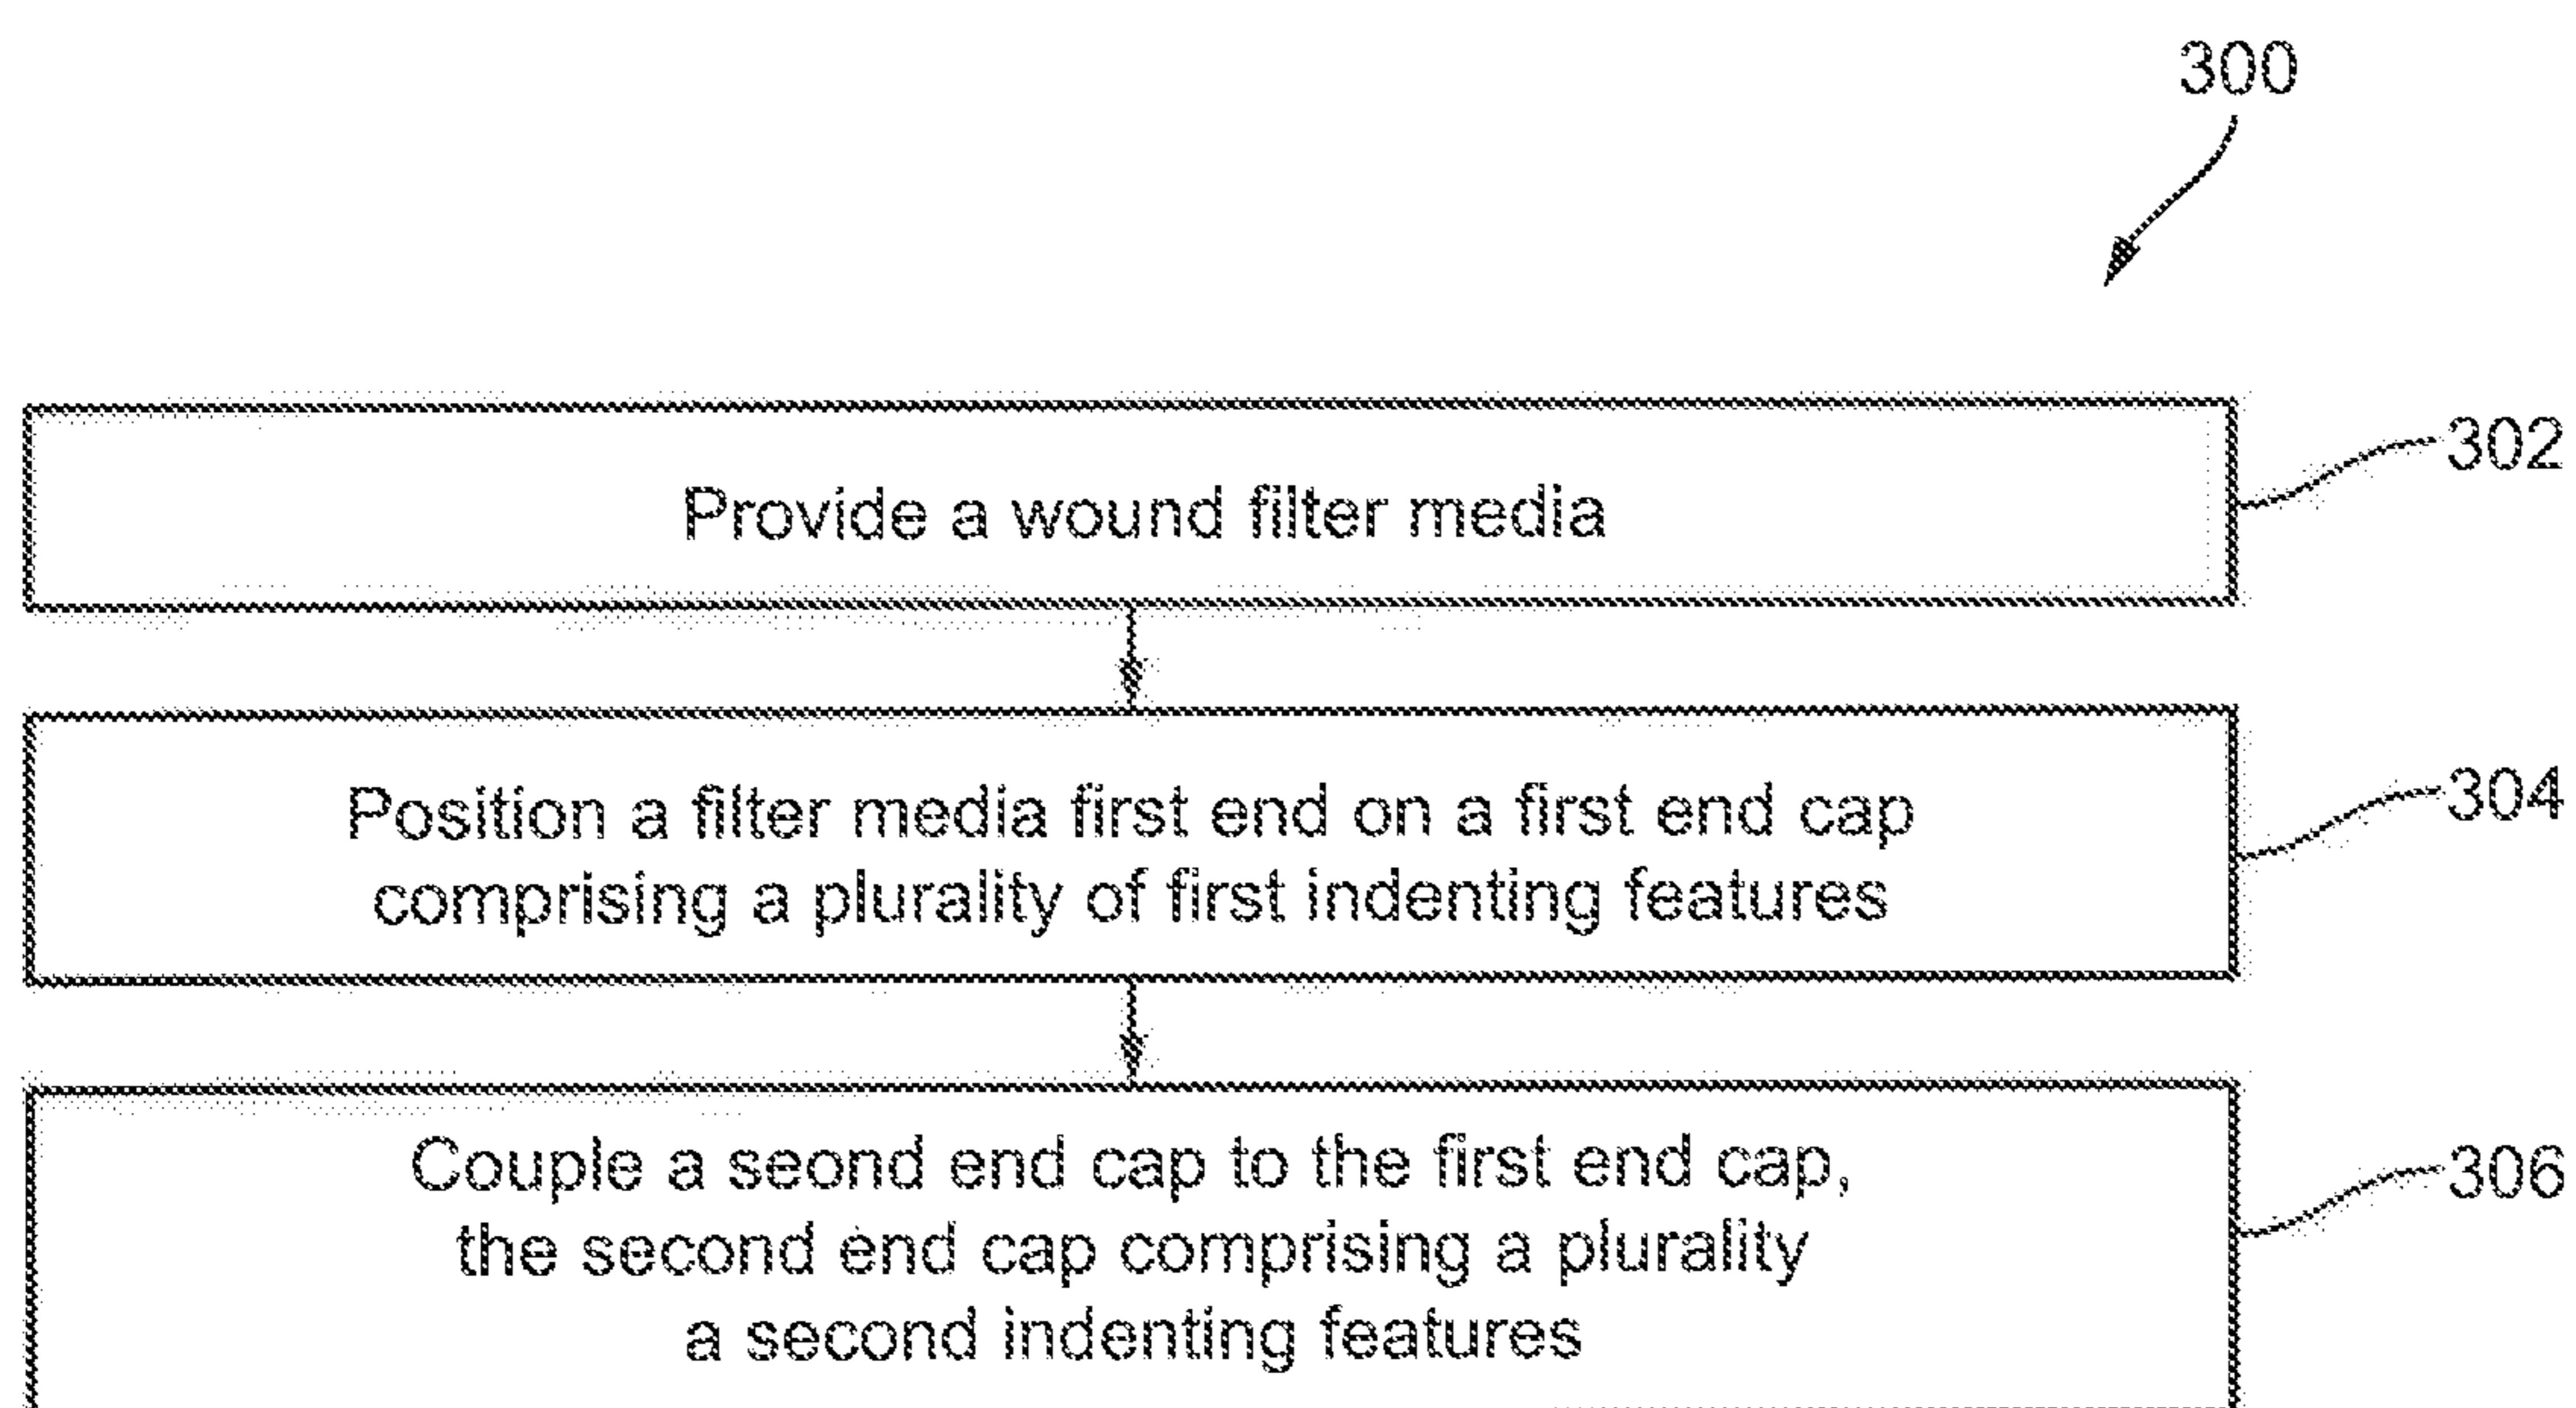 300
Provide a wound filter media
302
Position a filter media first end on a first end cap
comprising a plurality of first indenting features
304
Couple a seond end cap to the first end cap,
the second end cap comprising a plurality
a second indenting features
306